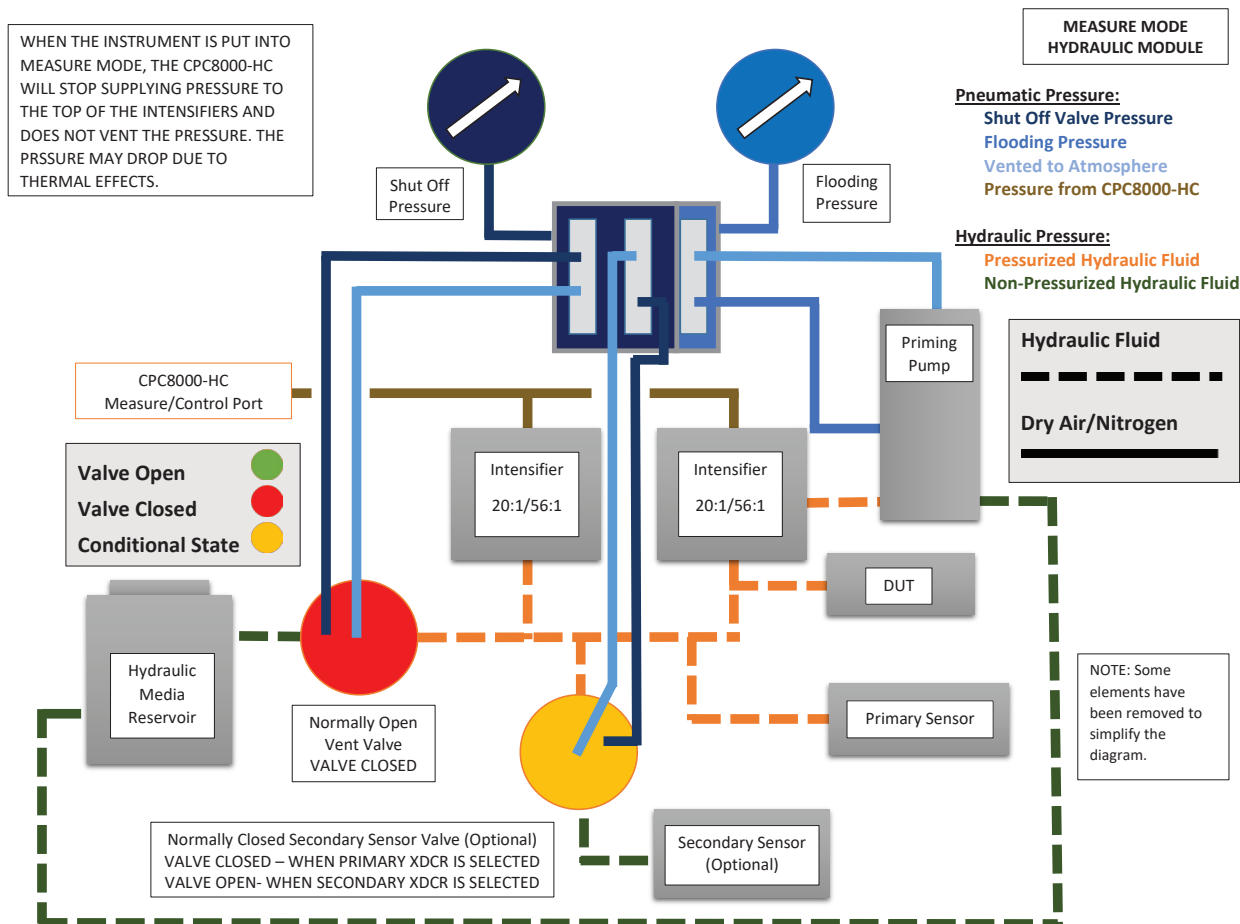 WHEN THE INSTRUMENT IS PUT INTO
MEASURE MODE, THE CPC8000-HC
WILL STOP SUPPLYING PRESSURE TO
THE TOP OF THE INTENSIFIERS AND
DOES NOT VENT THE PRESSURE. THE
PRSSURE MAY DROP DUE TO
THERMAL EFFECTS.
MEASURE MODE
HYDRAULIC MODULE
Pneumatic Pressure:
Shut Off Valve Pressure
Flooding Pressure
Vented to Atmosphere
Pressure from CPC8000-HC
Hydraulic Pressure:
Pressurized Hydraulic Fluid
Non-Pressurized Hydraulic Fluid
Shut Off
Pressure
Flooding
Pressure
Priming
Pump
Hydraulic Fluid
Dry Air/Nitrogen
CPC8000-HC
Measure/Control Port
Valve Open
Valve Closed
Conditional State
Intensifier
20:1/56:1
Intensifier
20:1/56:1
DUT
Hydraulic
Media
Reservoir
Normally Open
Vent Valve
VALVE CLOSED
Primary Sensor
NOTE: Some
elements have
been removed to
simplify the
diagram.
Normally Closed Secondary Sensor Valve (Optional)
VALVE CLOSED – WHEN PRIMARY XDCR IS SELECTED
VALVE OPEN- WHEN SECONDARY XDCR IS SELECTED
Secondary Sensor
(Optional)